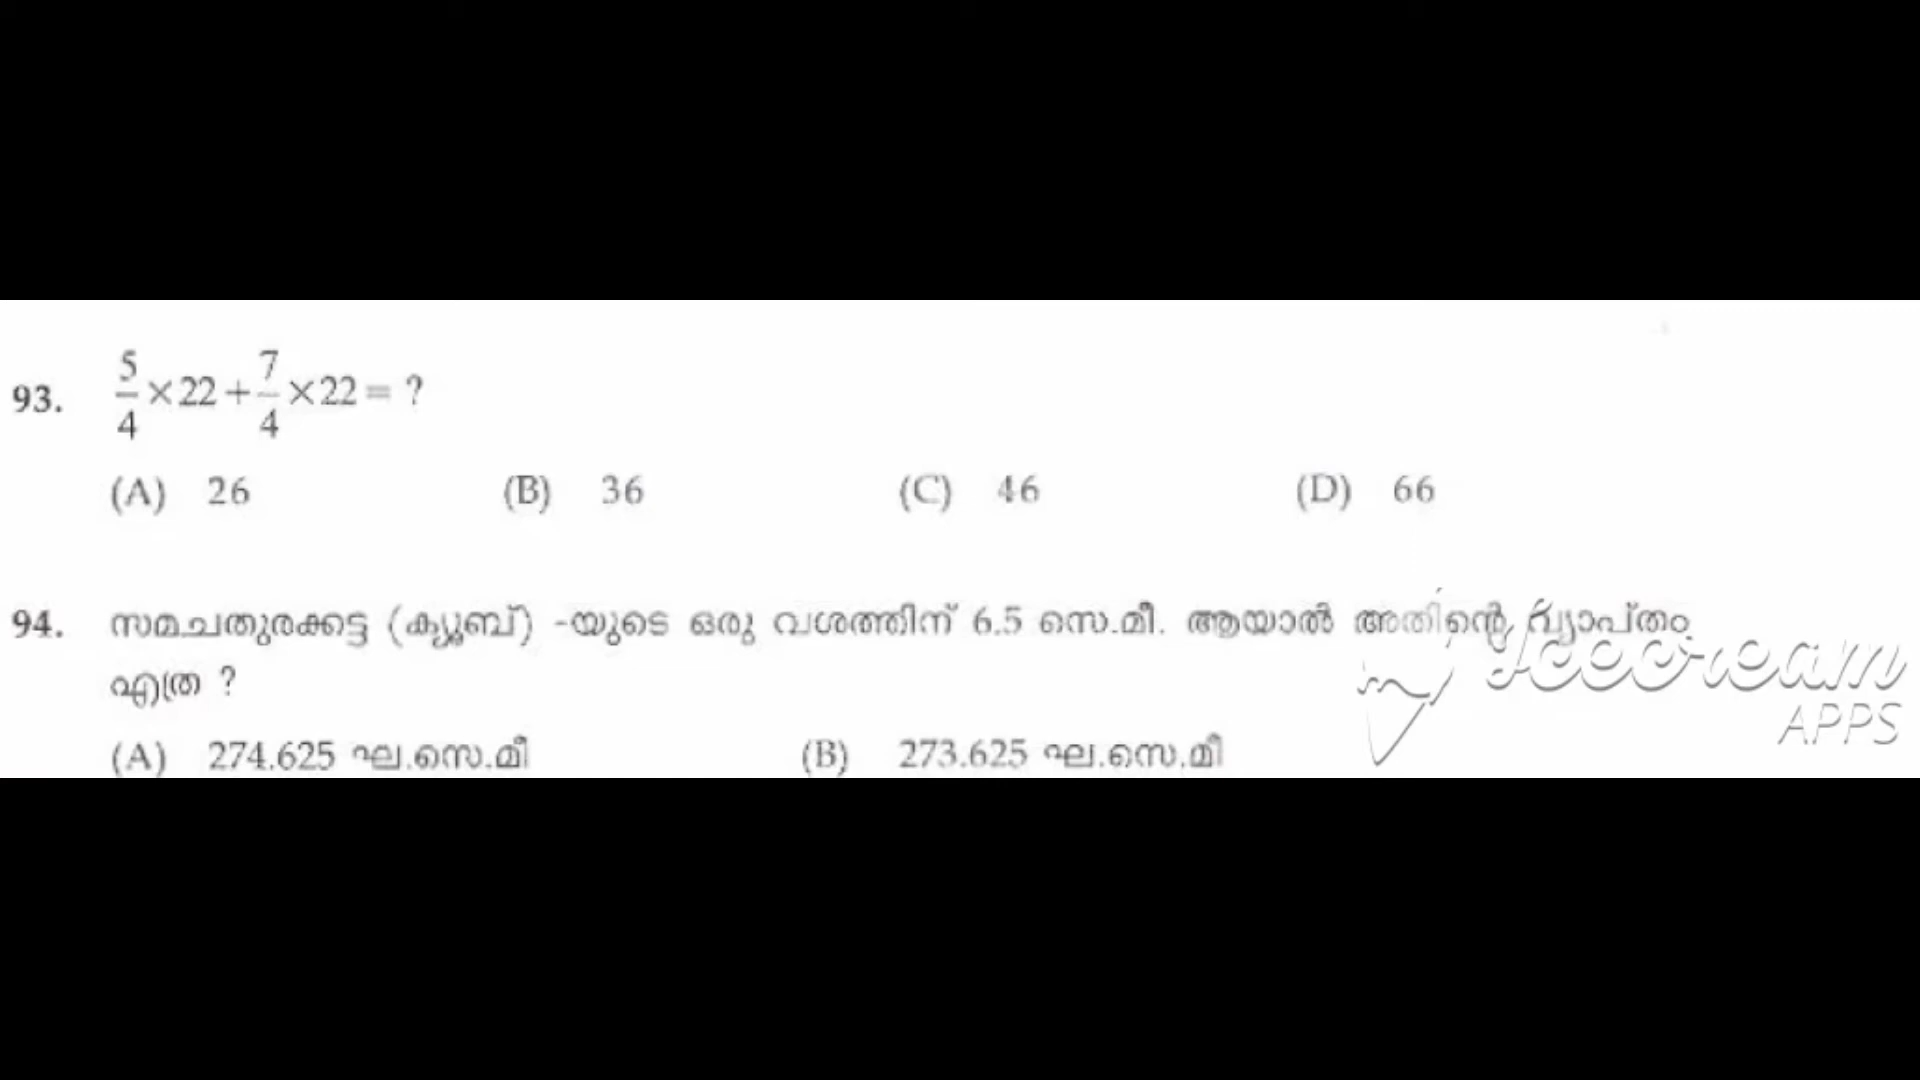 93. 5/4 ×22+ 7/4 ×22= ?
(A) 26 (B) 36 (C) 46 (D) 66
94. സമചതുരക്കട്ട (ക്യൂബ്) -യുടെ ഒരു വശത്തിന് 6.5 സെ.മീ. ആയാൽ അതിന്റെ വ്യാപ്തം
എത്ര ?
Icecream
APPS
(A) 274.625 ഘ.സെ.മീ (B) 273.625 ഘ.സെ.മീ